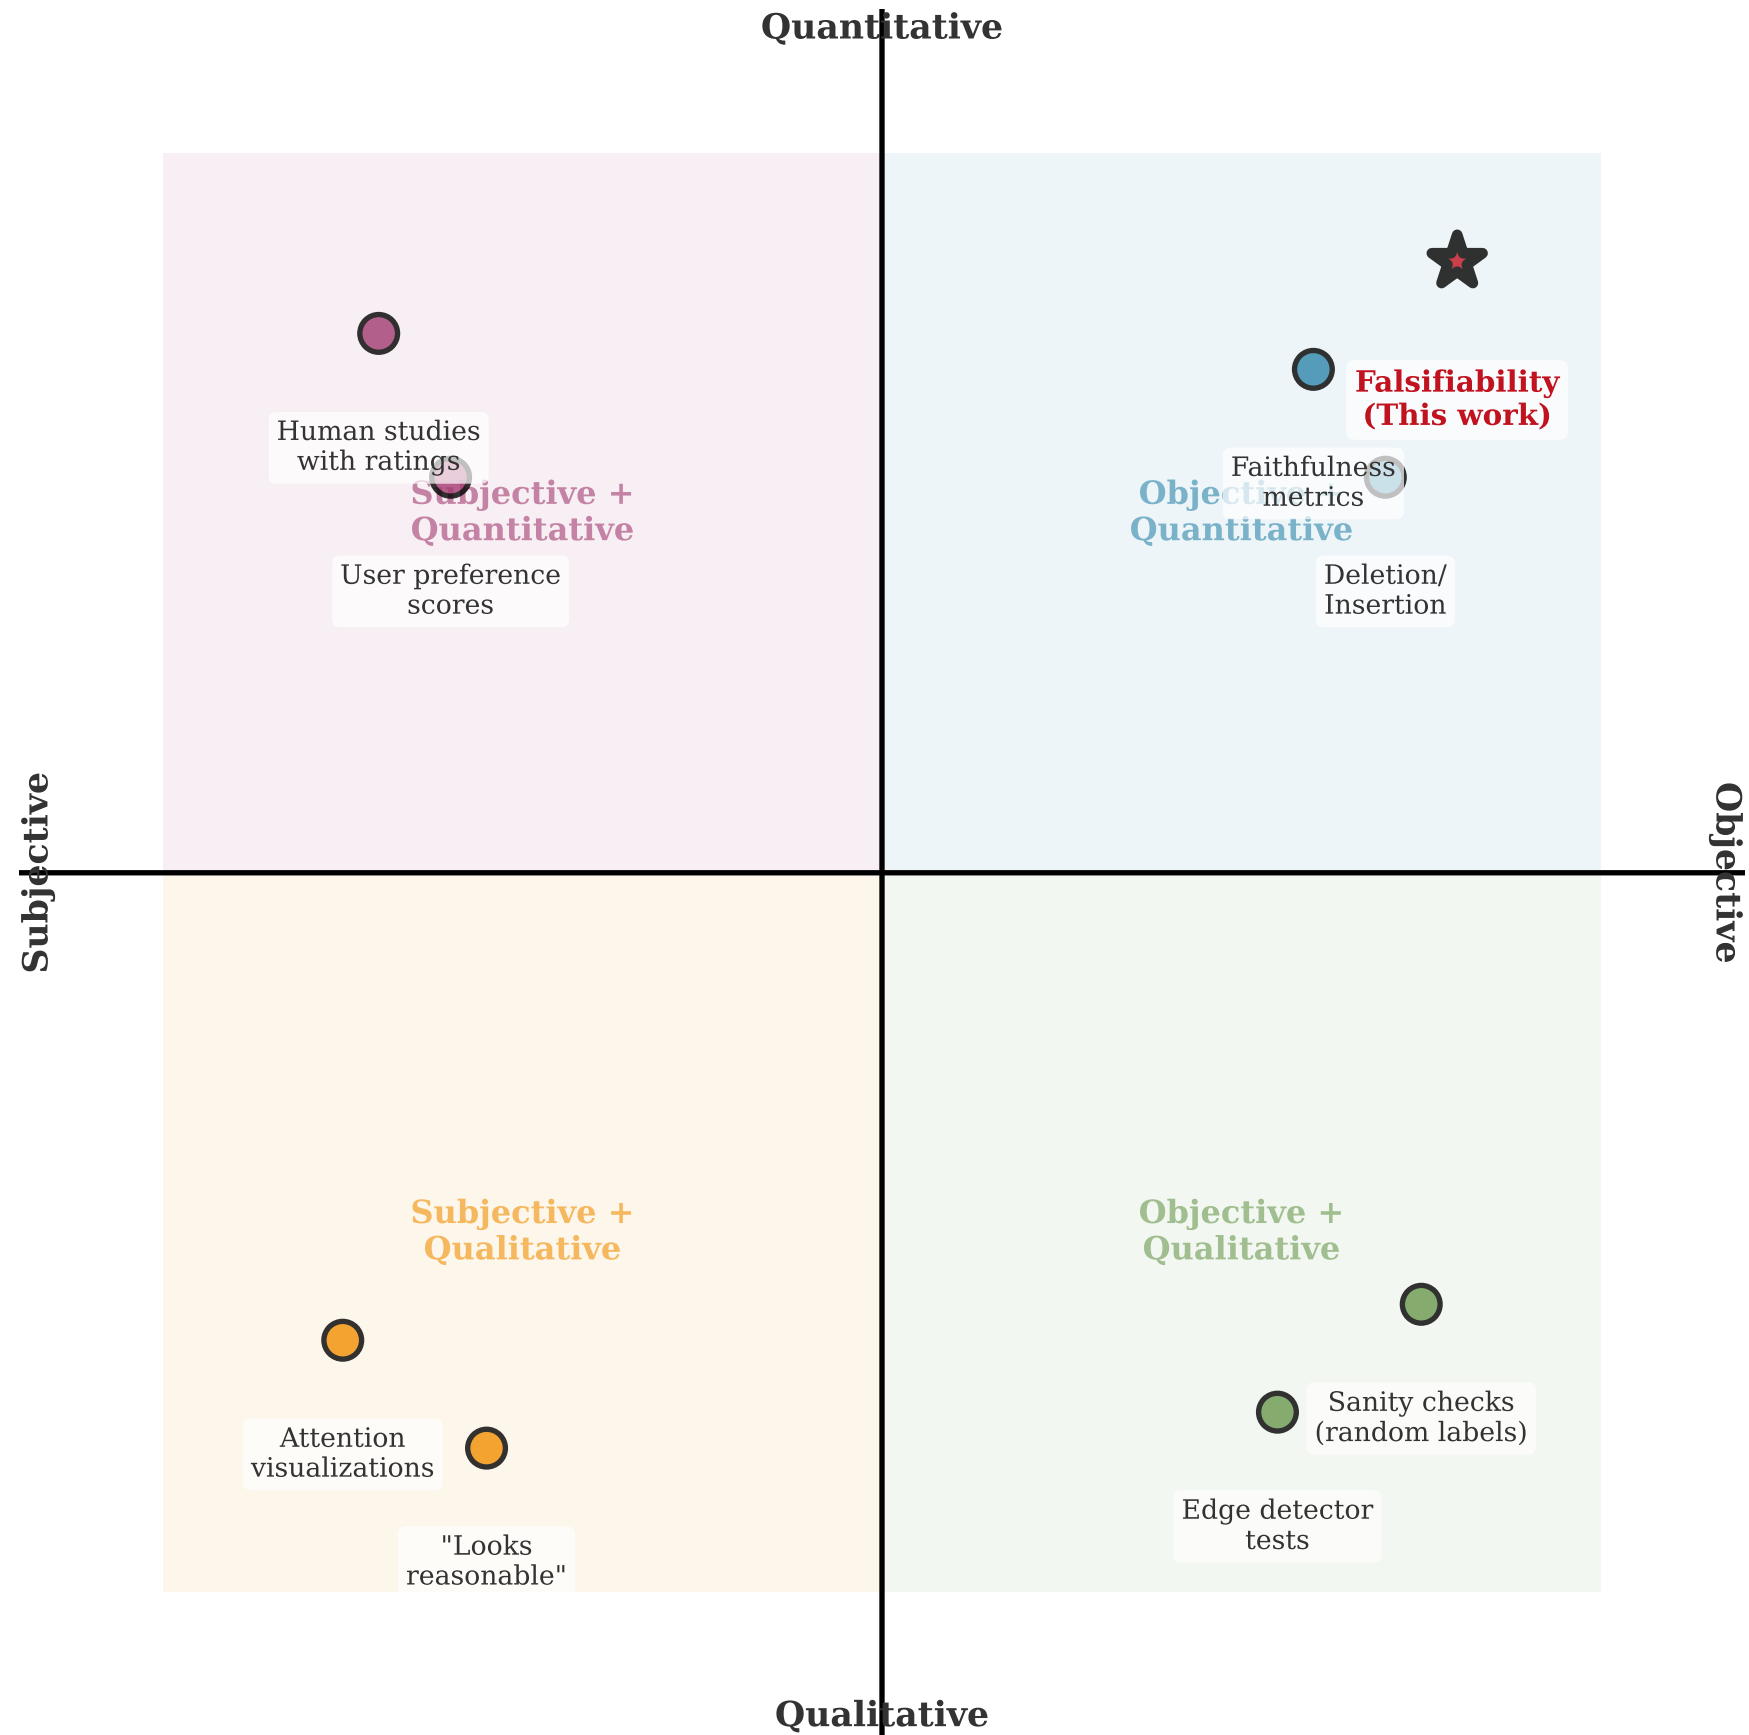 Quantitative
Falsifiability
(This work)
Human studies
with ratings
Faithfulness
metrics
Subjective +
Quantitative
Objective +
Quantitative
User preference
scores
Deletion/
Insertion
Subjective
Objective
Subjective +
Qualitative
Objective +
Qualitative
Sanity checks
(random labels)
Attention
visualizations
Edge detector
tests
"Looks
reasonable"
Qualitative